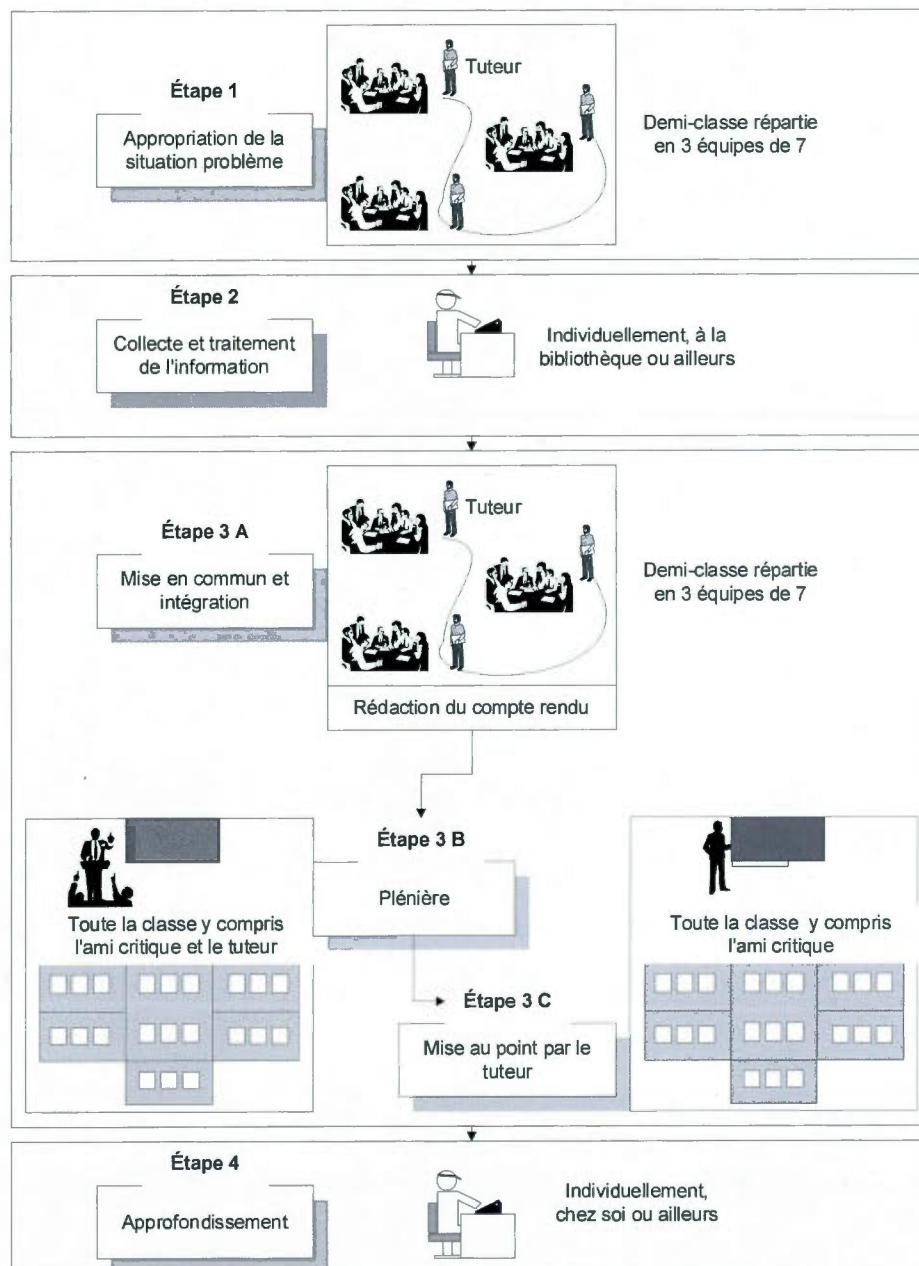 Étape 1
Appropriation de la
situation problème
Tuteur
Demi-classe répartie
en 3 équipes de 7
Étape 2
Collecte et traitement
de l'information
Individuellement, à la
bibliothèque ou ailleurs
Étape 3 A
Mise en commun et
intégration
Tuteur
Demi-classe répartie
en 3 équipes de 7
Rédaction du compte rendu
Étape 3 B
Plénière
Toute la classe y compris
l'ami critique et le tuteur
Toute la classe y compris
l'ami critique
Étape 3 C
Mise au point par le
tuteur
Étape 4
Approfondissement
Individuellement,
chez soi ou ailleurs